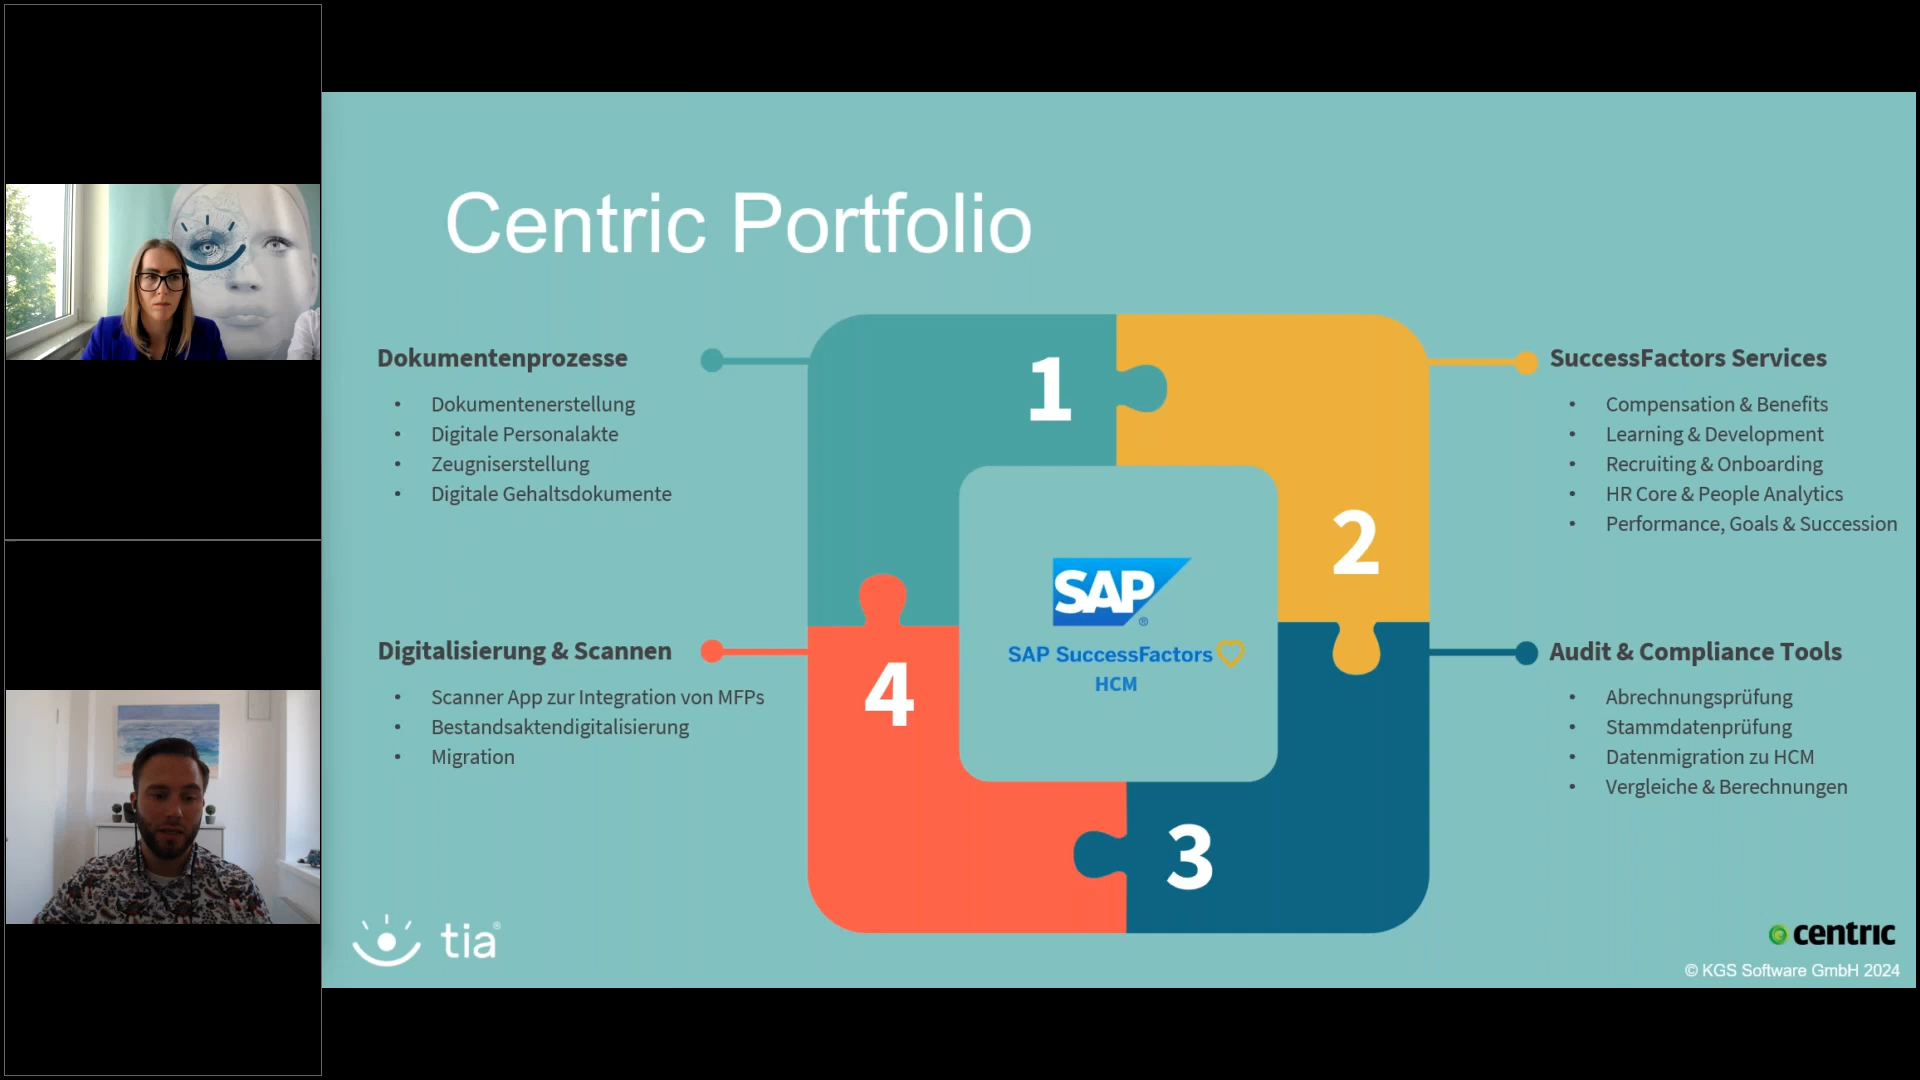 Centric Portfolio
1
Dokumentenprozesse
• Dokumentenerstellung
• Digitale Personalakte
• Zeugniserstellung
• Digitale Gehaltsdokumente
2
SuccessFactors Services
• Compensation & Benefits
• Learning & Development
• Recruiting & Onboarding
• HR Core & People Analytics
• Performance, Goals & Succession
SAP®
SAP SuccessFactors
HCM
3
Audit & Compliance Tools
• Abrechnungsprüfung
• Stammdatenprüfung
• Datenmigration zu HCM
• Vergleiche & Berechnungen
4
Digitalisierung & Scannen
• Scanner App zur Integration von MFPs
• Bestandsaktendigitalisierung
• Migration
tia®
centric
© KGS Software GmbH 2024